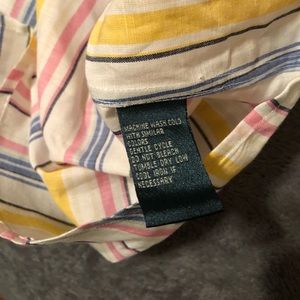 MACHINE WASH COLD
WITH SIMILAR
COLORS
GENTLE CYCLE
DO NOT BLEACH
TUMBLE DRY LOW
COOL IRON IF
NECESSARY